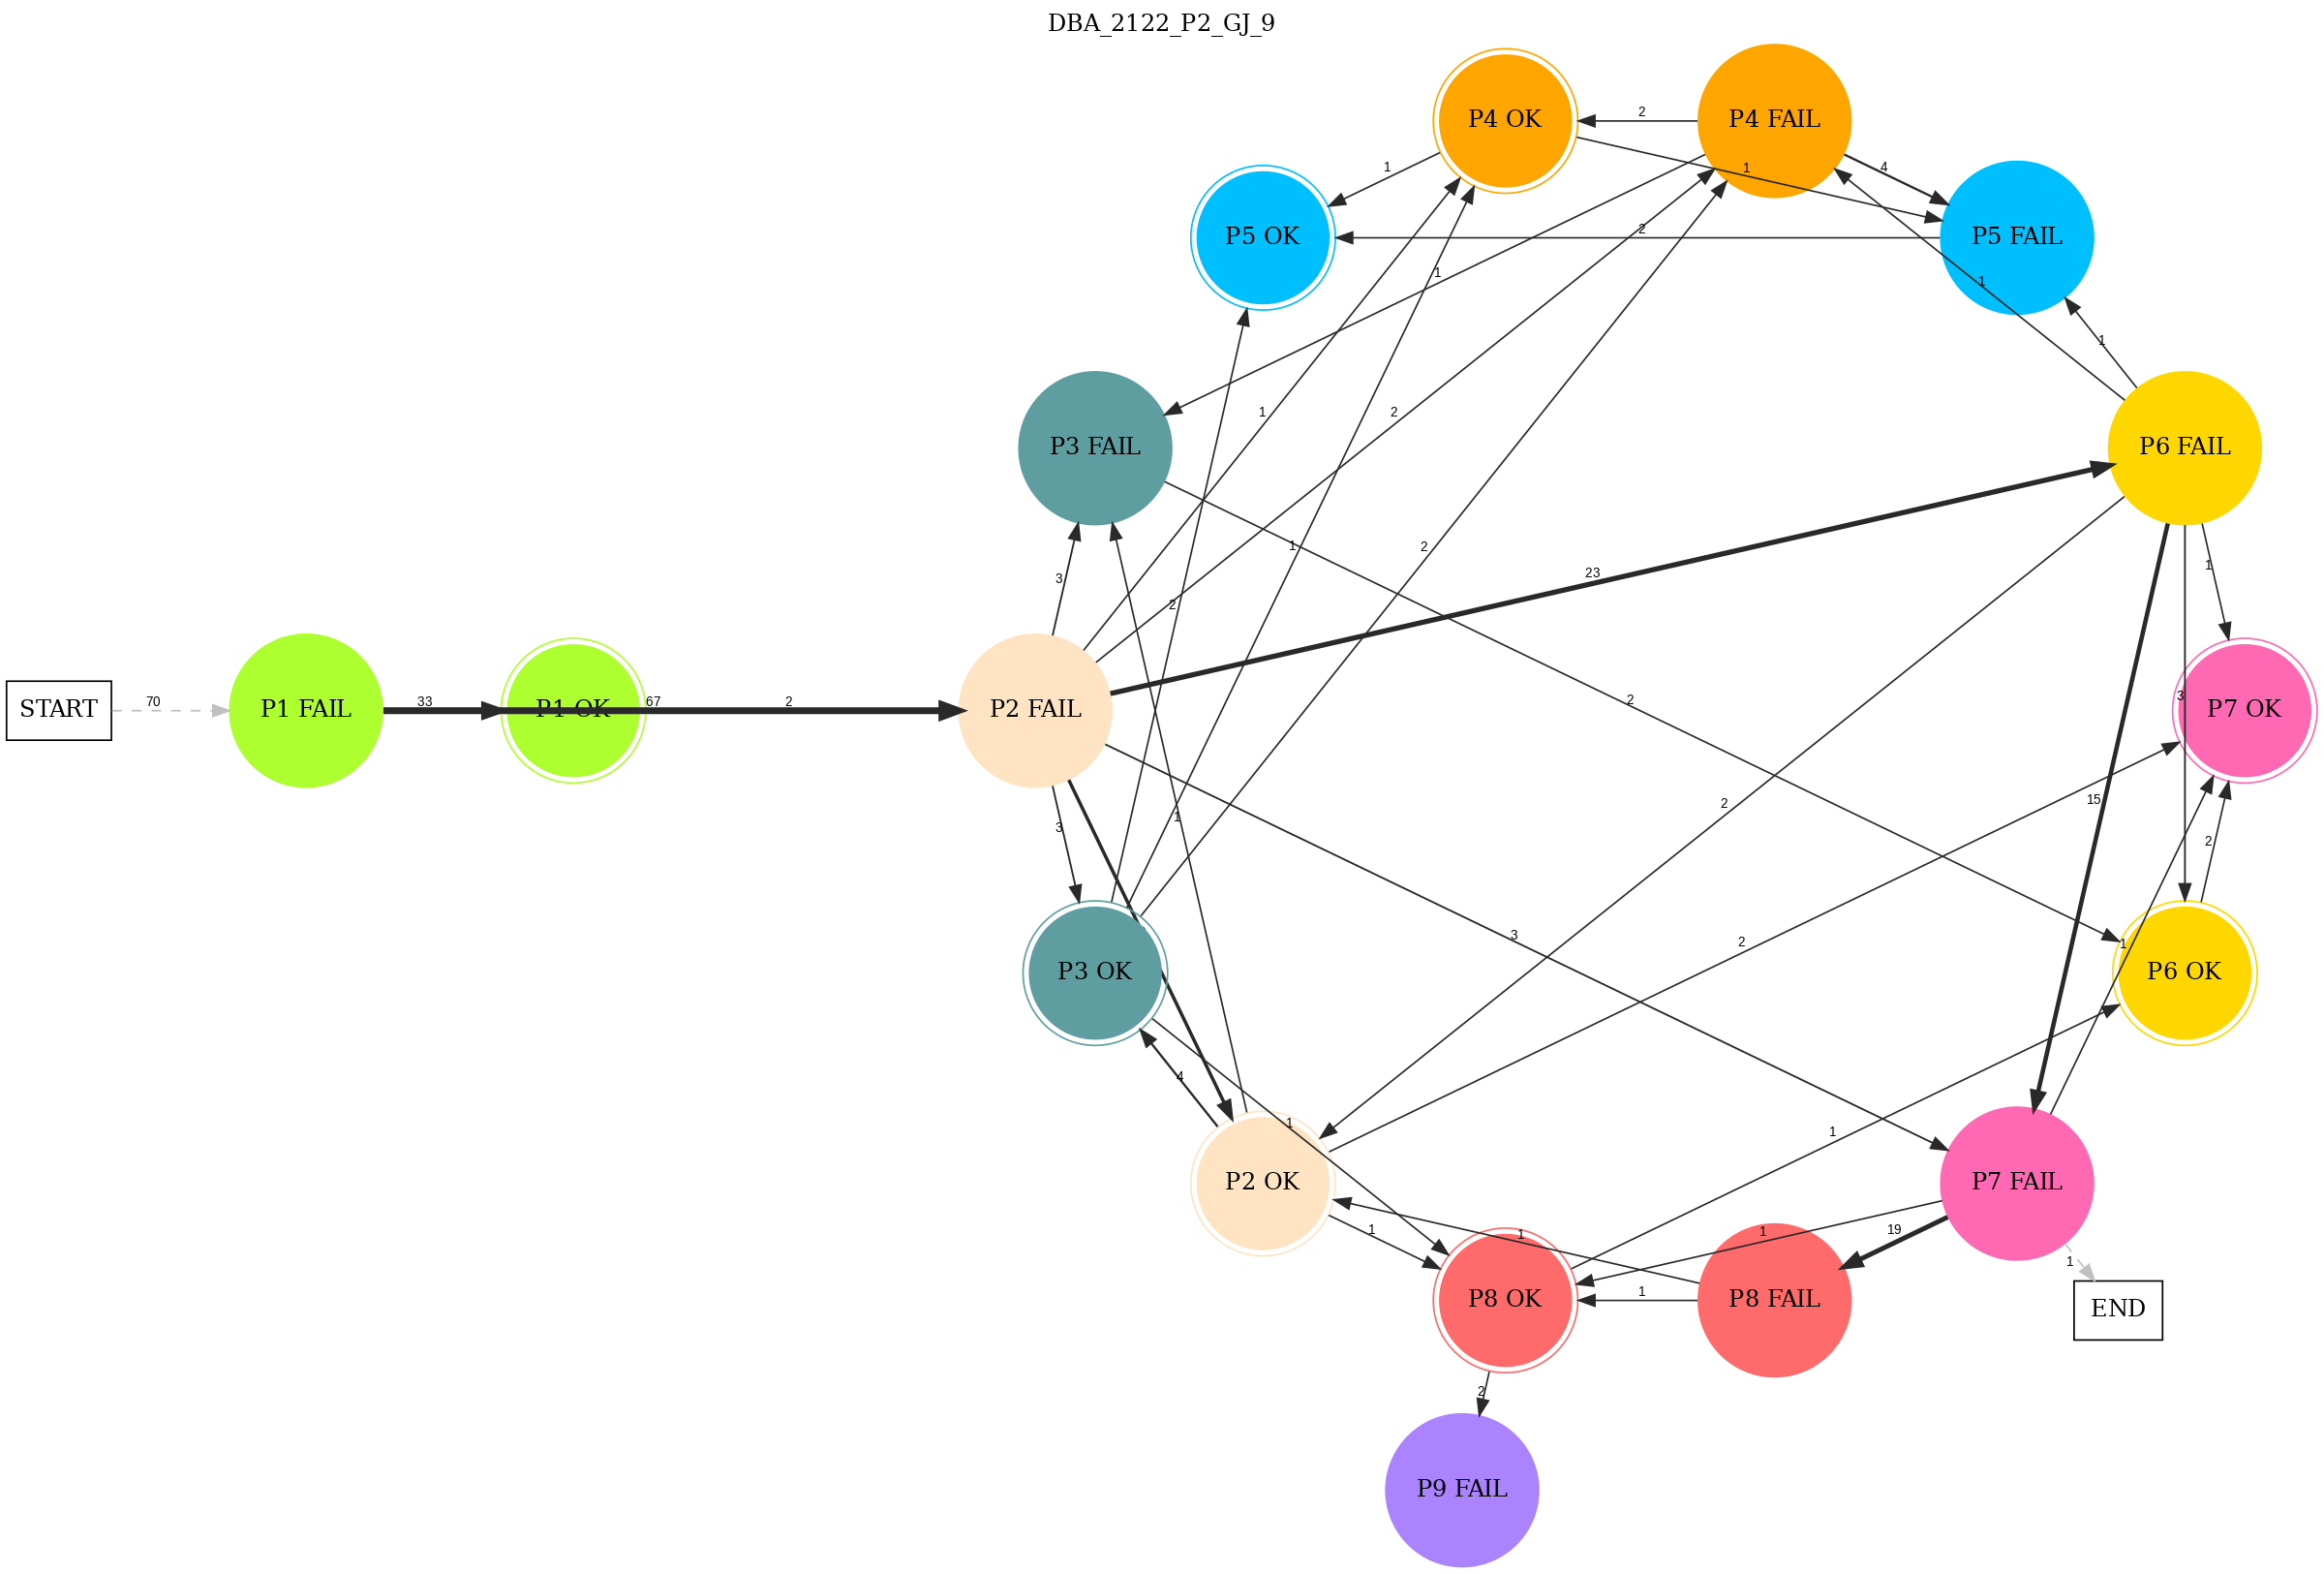 DBA_2122_P2_GJ_9
P4 OK
2
P4 FAIL
1
1
4
P5 OK
2
P5 FAIL
1
1
1
1
2
P3 FAIL
P6 FAIL
1
2
1
3
23
2
3
2
START
70
P1 FAIL
33
P1 OK
67
2
P2 FAIL
P7 OK
15
2
3
1
2
3
2
1
P3 OK
P6 OK
4
1
1
P2 OK
P7 FAIL
1
1
1
19
1
1
P8 OK
P8 FAIL
END
2
P9 FAIL